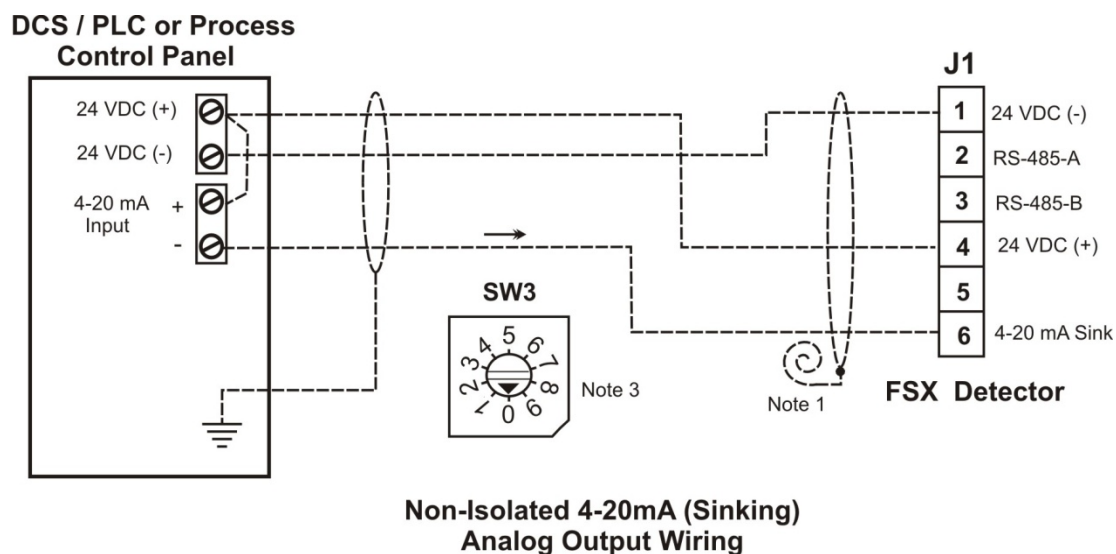 DCS / PLC or Process
Control Panel
24 VDC (+)
24 VDC (-)
4-20 mA
Input
+
-
J1
1
24 VDC (-)
2
RS-485-A
3
RS-485-B
4
24 VDC (+)
5
6
4-20 mA Sink
SW3
0 1 2 3 4 5 6 7 8 9
Note 3
Note 1
FSX Detector
Non-Isolated 4-20mA (Sinking)
Analog Output Wiring